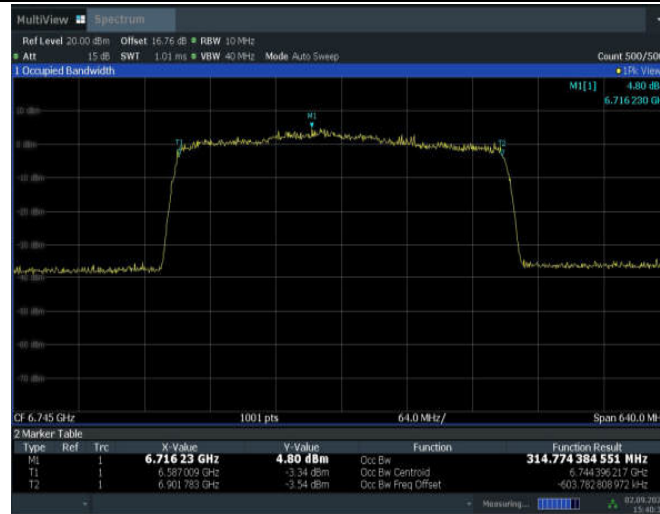 MultiView Spectrum
Ref Level 20.00 dBm Offset 16.76 dB RBW 10 MHz
Att 15 dB SWT 1.01 ms VBW 40 MHz Mode Auto Sweep Count 500/500
1 Occupied Bandwidth 1Pk View
M1[1] 4.80 dB
6.716 230 G
M1
10 dBm
T1 T2
0 dBm
-10 dBm
-20 dBm
-30 dBm
-40 dBm
-50 dBm
-60 dBm
-70 dBm
CF 6.745 GHz 1001 pts 64.0 MHz/ Span 640.0 M
2 Marker Table
Type Ref Trc X-Value Y-Value Function Function Result
M1 1 6.716 23 GHz 4.80 dBm Occ Bw 314.774 384 551 MHz
T1 1 6.587 009 GHz -3.34 dBm Occ Bw Centroid 6.744 396 217 GHz
T2 1 6.901 783 GHz -3.54 dBm Occ Bw Freq Offset -603.782 808 972 kHz
Measuring... 02.09.202
15:40: